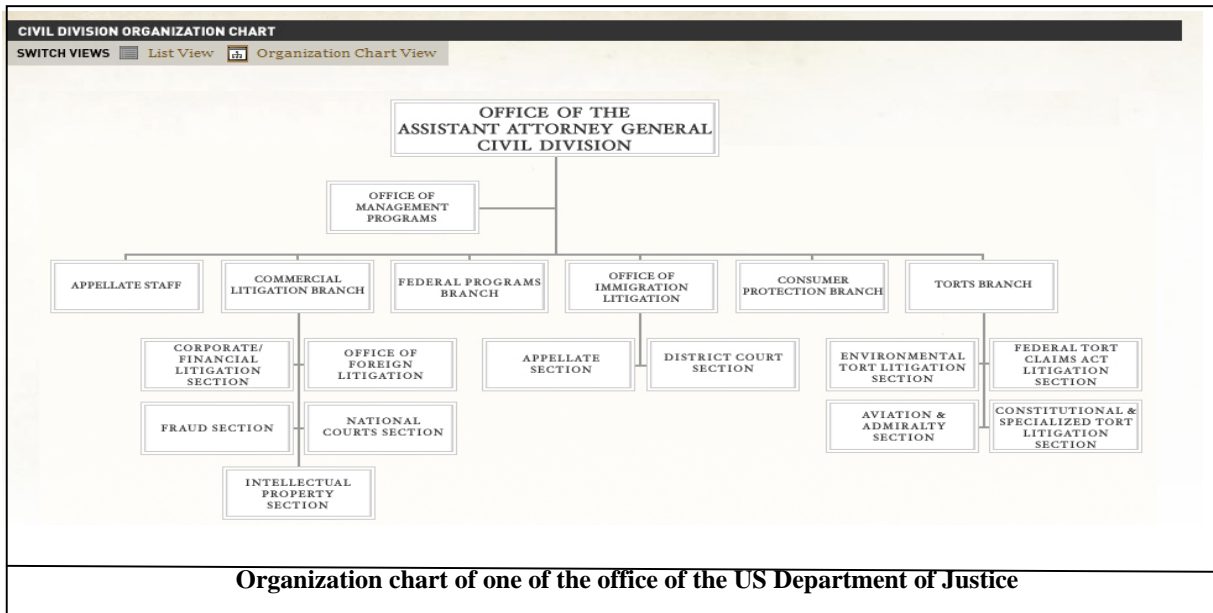 CIVIL DIVISION ORGANIZATION CHART
SWITCH VIEWS List View Organization Chart View
OFFICE OF THE
ASSISTANT ATTORNEY GENERAL
CIVIL DIVISION
OFFICE OF
MANAGEMENT
PROGRAMS
APPELLATE STAFF
COMMERCIAL
LITIGATION BRANCH
FEDERAL PROGRAMS
BRANCH
OFFICE OF
IMMIGRATION
LITIGATION
CONSUMER
PROTECTION BRANCH
TORTS BRANCH
CORPORATE/
FINANCIAL
LITIGATION
SECTION
OFFICE OF
FOREIGN
LITIGATION
APPELLATE
SECTION
DISTRICT COURT
SECTION
ENVIRONMENTAL
TORT LITIGATION
SECTION
FEDERAL TORT
CLAIMS ACT
LITIGATION
SECTION
FRAUD SECTION
NATIONAL
COURTS SECTION
AVIATION &
ADMIRALTY
SECTION
CONSTITUTIONAL &
SPECIALIZED TORT
LITIGATION
SECTION
INTELLECTUAL
PROPERTY
SECTION
Organization chart of one of the office of the US Department of Justice